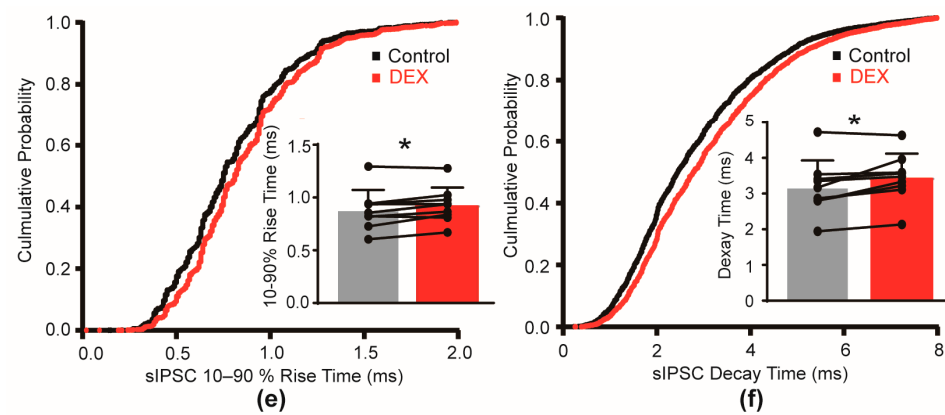 Culmulative Probability
1.0
0.8
0.6
0.4
0.2
0.0
Control
DEX
10-90% Rise Time (ms)
1.5
1.0
0.5
0.0
*
0.0 0.5 1.0 1.5 2.0
sIPSC 10–90 % Rise Time (ms)
(e)
Culmulative Probability
1.0
0.8
0.6
0.4
0.2
0.0
Control
DEX
Dexay Time (ms)
5
4
3
2
1
0
*
0 2 4 6 8
sIPSC Decay Time (ms)
(f)